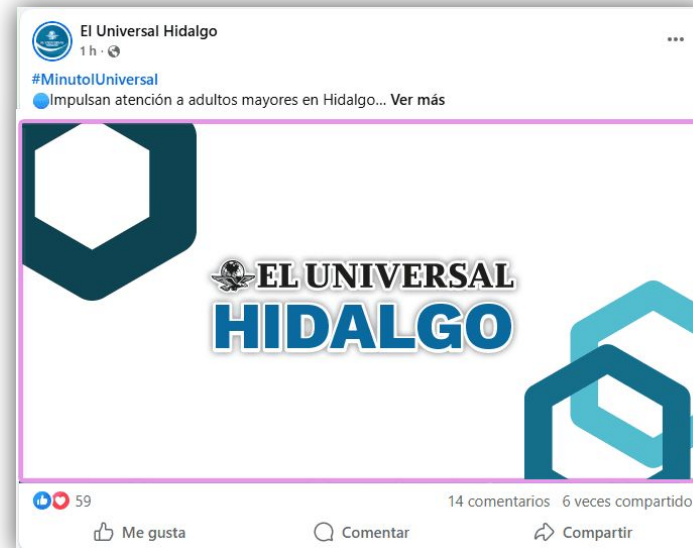 El Universal Hidalgo
1 h ·
#MinutolUniversal
Impulsan atención a adultos mayores en Hidalgo... Ver más
EL UNIVERSAL
HIDALGO
59
14 comentarios 6 veces compartido
Me gusta
Comentar
Compartir